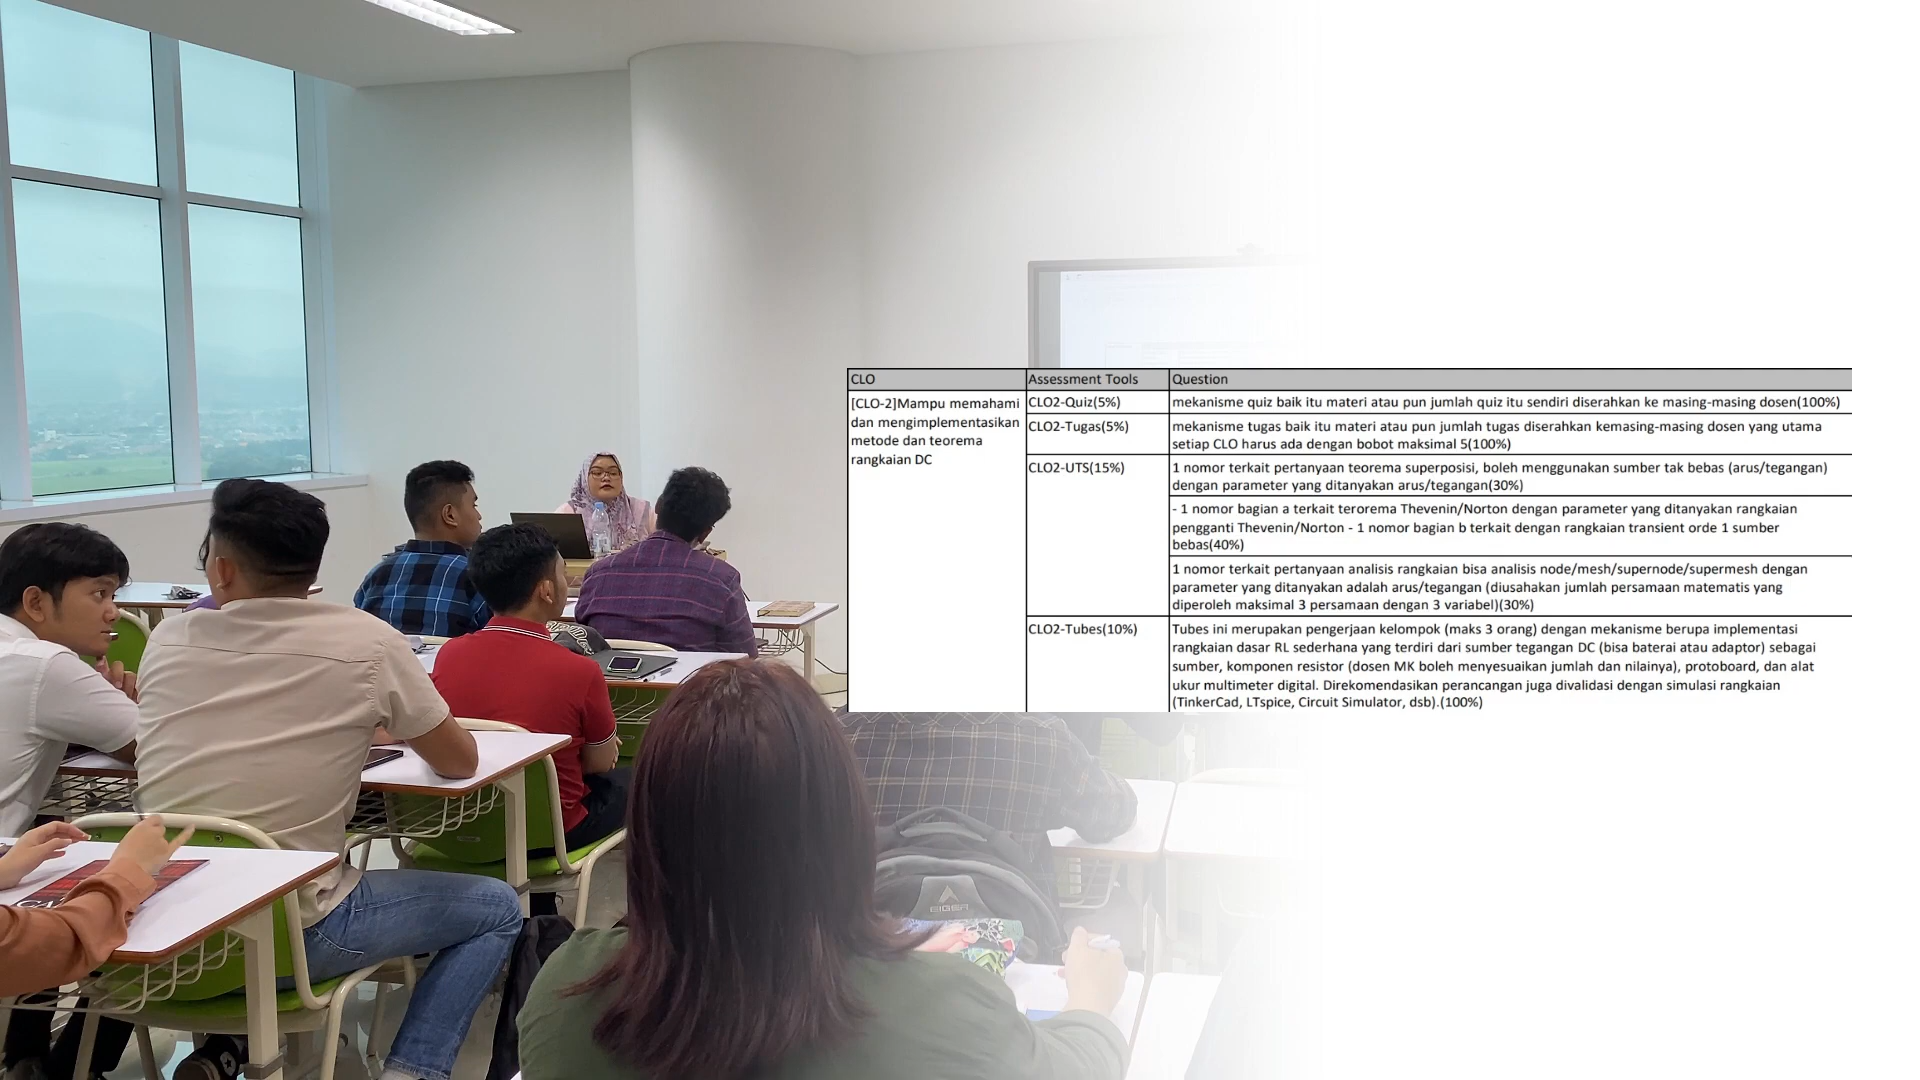 CLO Assessment Tools Question
[CLO-2]Mampu memahami
dan mengimplementasikan
metode dan teorema
rangkaian DC
CLO2-Quiz(5%)
mekanisme quiz baik itu materi atau pun jumlah quiz itu sendiri diserahkan ke masing-masing dosen(100%)
CLO2-Tugas(5%)
mekanisme tugas baik itu materi atau pun jumlah tugas diserahkan kemasing-masing dosen yang utama
setiap CLO harus ada dengan bobot maksimal 5(100%)
CLO2-UTS(15%)
1 nomor terkait pertanyaan teorema superposisi, boleh menggunakan sumber tak bebas (arus/tegangan)
dengan parameter yang ditanyakan arus/tegangan(30%)
- 1 nomor bagian a terkait terorema Thevenin/Norton dengan parameter yang ditanyakan rangkaian
pengganti Thevenin/Norton - 1 nomor bagian b terkait dengan rangkaian transient orde 1 sumber
bebas(40%)
1 nomor terkait pertanyaan analisis rangkaian bisa analisis node/mesh/supernode/supermesh dengan
parameter yang ditanyakan adalah arus/tegangan (diusahakan jumlah persamaan matematis yang
diperoleh maksimal 3 persamaan dengan 3 variabel)(30%)
CLO2-Tubes(10%)
Tubes ini merupakan pengerjaan kelompok (maks 3 orang) dengan mekanisme berupa implementasi
rangkaian dasar RL sederhana yang terdiri dari sumber tegangan DC (bisa baterai atau adaptor) sebagai
sumber, komponen resistor (dosen MK boleh menyesuaikan jumlah dan nilainya), protoboard, dan alat
ukur multimeter digital. Direkomendasikan perancangan juga divalidasi dengan simulasi rangkaian
(TinkerCad, LTspice, Circuit Simulator, dsb).(100%)
EIGER